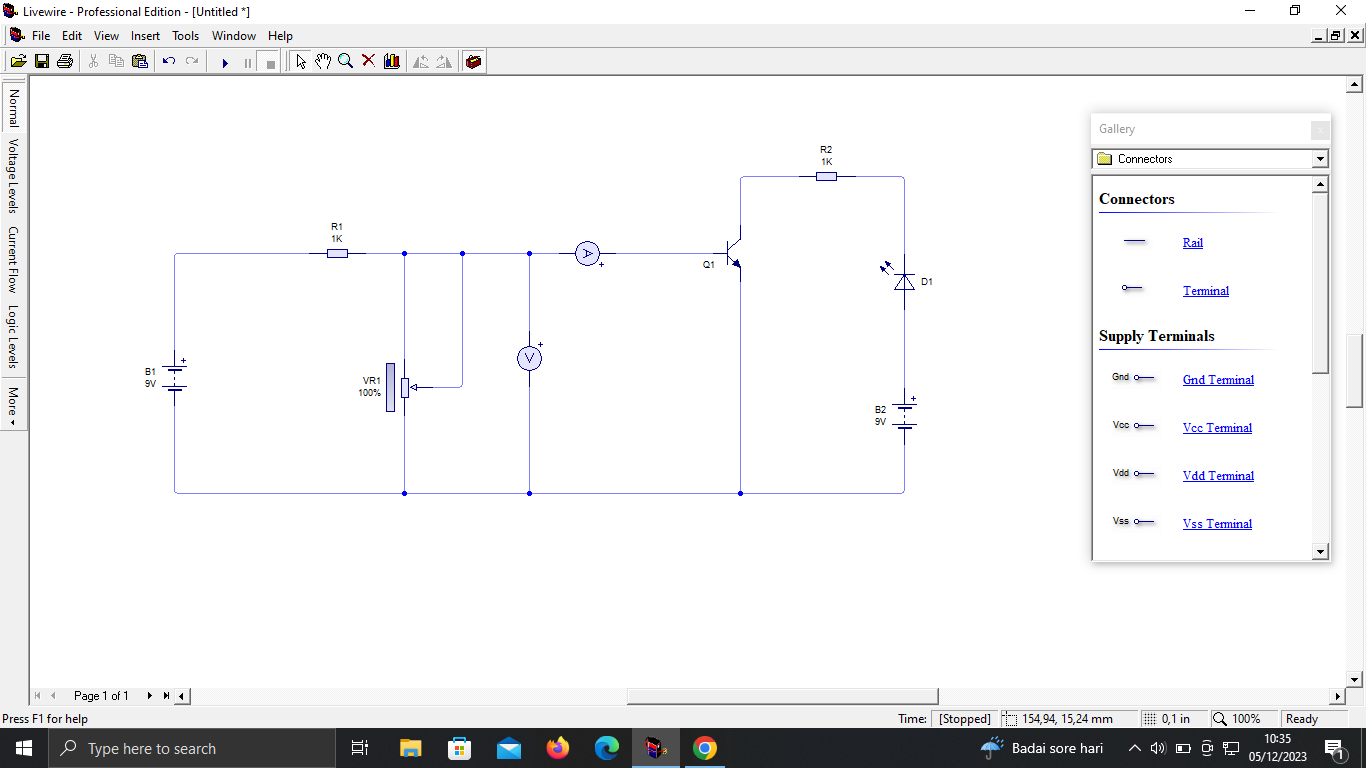 Livewire - Professional Edition - [Untitled *]
File Edit View Insert Tools Window Help
Normal
Voltage Levels
Current Flow
Logic Levels
More
R1
1K
R2
1K
B1
9V
VR1
100%
A
+
V
+
Q1
D1
B2
9V
+
+
Gallery
Connectors
Connectors
Rail
Terminal
Supply Terminals
Gnd Gnd Terminal
Vcc Vcc Terminal
Vdd Vdd Terminal
Vss Vss Terminal
Page 1 of 1
Press F1 for help
Time: [Stopped] 154,94, 15,24 mm 0,1 in 100% Ready
Type here to search
Badai sore hari
10:35
05/12/2023
1